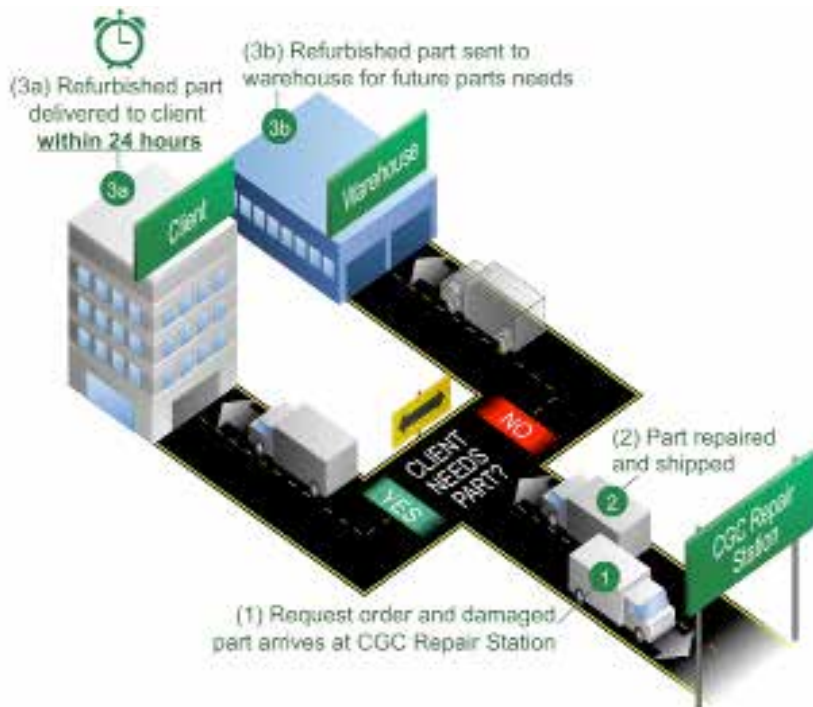 (3a) Refurbished part
delivered to client
within 24 hours
(3b) Refurbished part sent to
warehouse for future parts needs
3b
3a
Client
Warehouse
NO
CLIENT
NEEDS
PART?
YES
(2) Part repaired
and shipped
2
CGC Repair
Station
1
(1) Request order and damaged
part arrives at CGC Repair Station